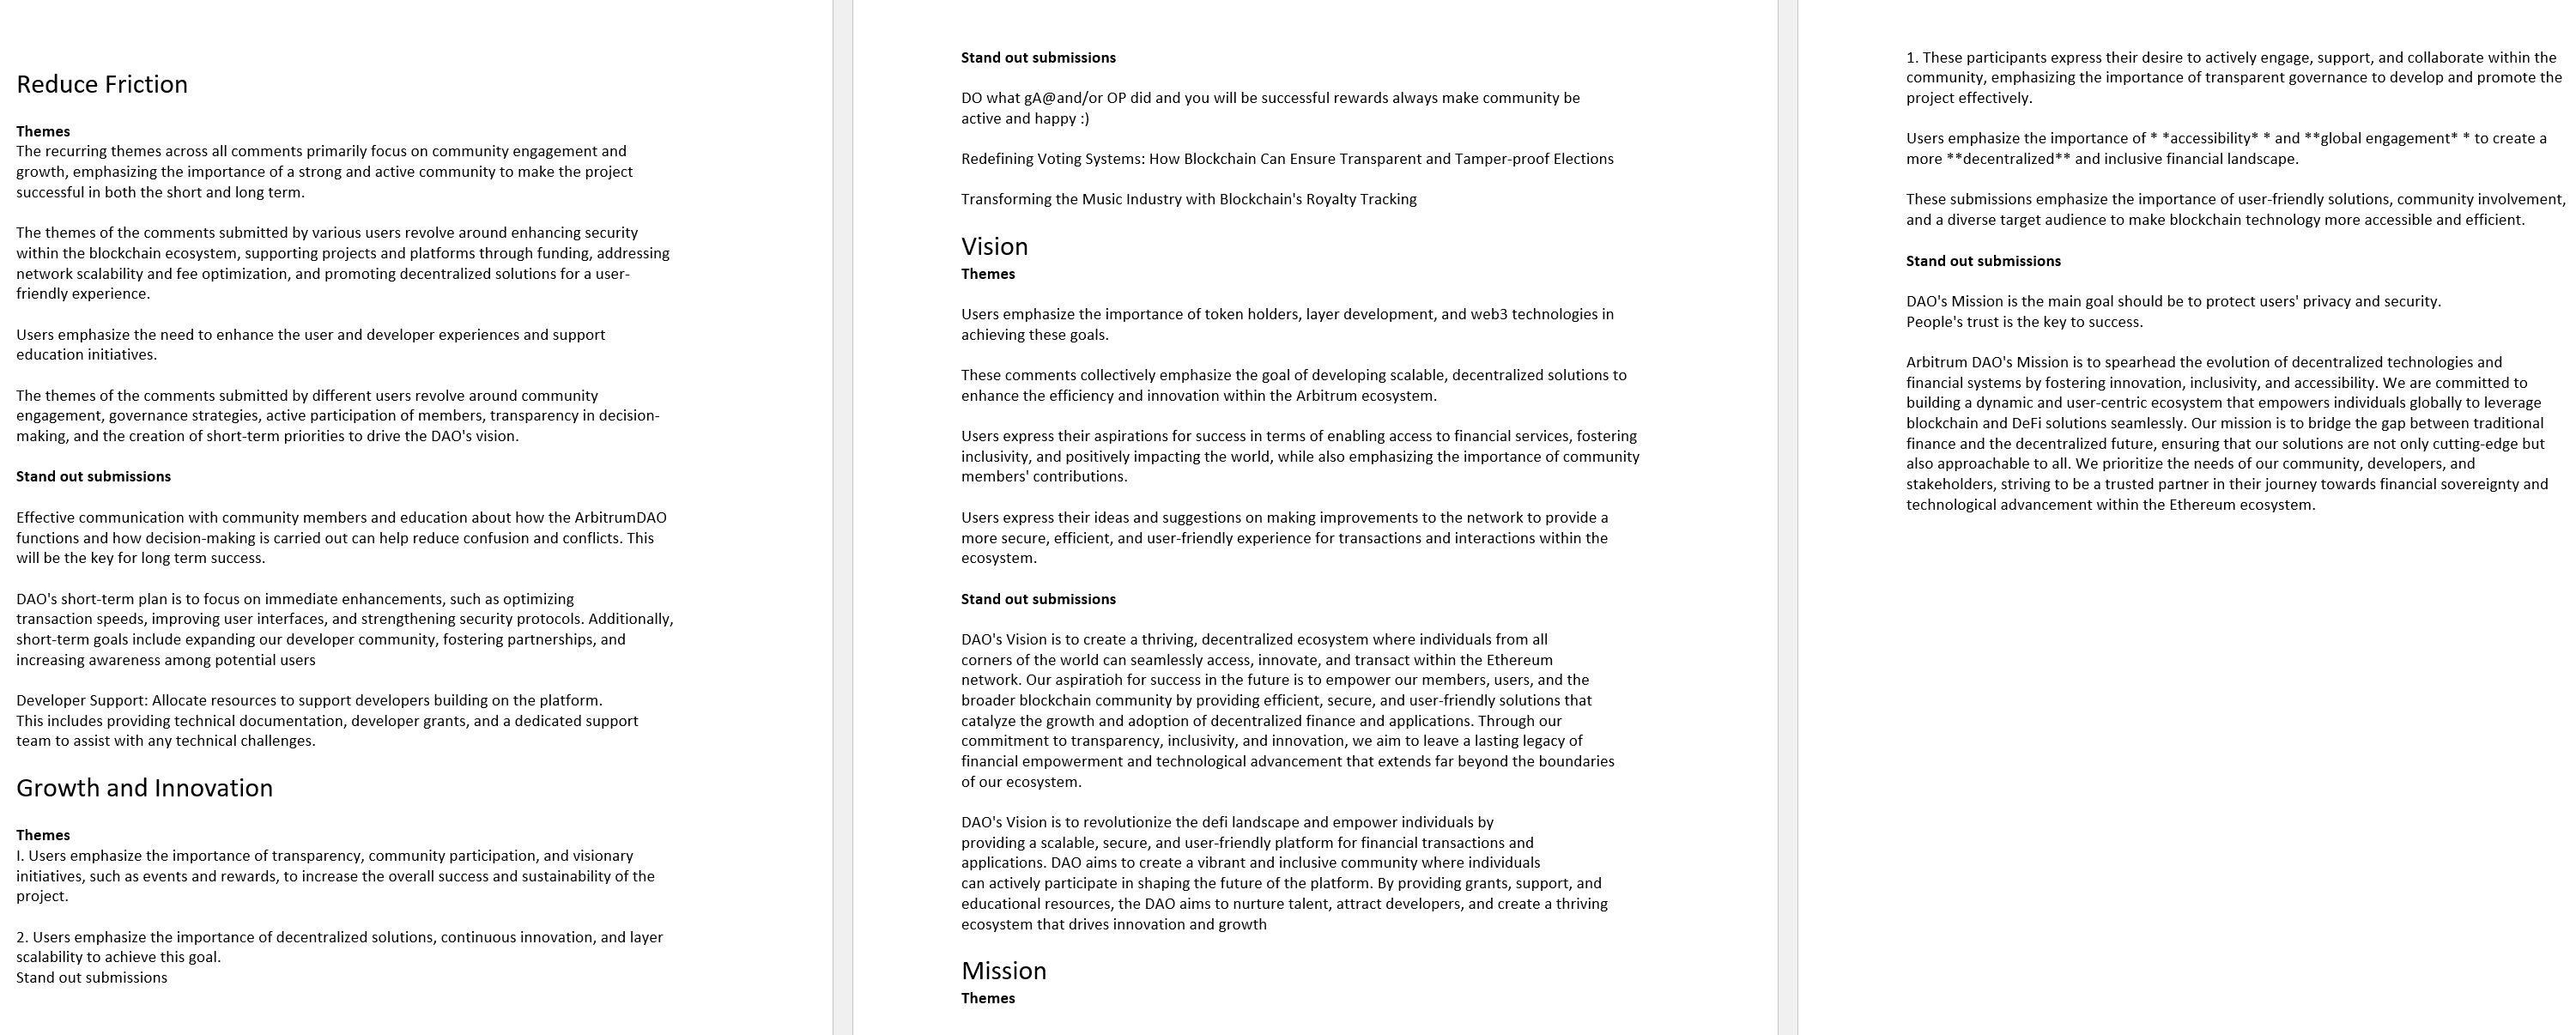 Reduce Friction
Themes
The recurring themes across all comments primarily focus on community engagement and
growth, emphasizing the importance of a strong and active community to make the project
successful in both the short and long term.
The themes of the comments submitted by various users revolve around enhancing security
within the blockchain ecosystem, supporting projects and platforms through funding, addressing
network scalability and fee optimization, and promoting decentralized solutions for a user-
friendly experience.
Users emphasize the need to enhance the user and developer experiences and support
education initiatives.
The themes of the comments submitted by different users revolve around community
engagement, governance strategies, active participation of members, transparency in decision-
making, and the creation of short-term priorities to drive the DAO's vision.
Stand out submissions
Effective communication with community members and education about how the ArbitrumDAO
functions and how decision-making is carried out can help reduce confusion and conflicts. This
will be the key for long term success.
DAO's short-term plan is to focus on immediate enhancements, such as optimizing
transaction speeds, improving user interfaces, and strengthening security protocols. Additionally,
short-term goals include expanding our developer community, fostering partnerships, and
increasing awareness among potential users
Developer Support: Allocate resources to support developers building on the platform.
This includes providing technical documentation, developer grants, and a dedicated support
team to assist with any technical challenges.
Growth and Innovation
Themes
I. Users emphasize the importance of transparency, community participation, and visionary
initiatives, such as events and rewards, to increase the overall success and sustainability of the
project.
2. Users emphasize the importance of decentralized solutions, continuous innovation, and layer
scalability to achieve this goal.
Stand out submissions
Stand out submissions
DO what gA@and/or OP did and you will be successful rewards always make community be
active and happy :)
Redefining Voting Systems: How Blockchain Can Ensure Transparent and Tamper-proof Elections
Transforming the Music Industry with Blockchain's Royalty Tracking
Vision
Themes
Users emphasize the importance of token holders, layer development, and web3 technologies in
achieving these goals.
These comments collectively emphasize the goal of developing scalable, decentralized solutions to
enhance the efficiency and innovation within the Arbitrum ecosystem.
Users express their aspirations for success in terms of enabling access to financial services, fostering
inclusivity, and positively impacting the world, while also emphasizing the importance of community
members' contributions.
Users express their ideas and suggestions on making improvements to the network to provide a
more secure, efficient, and user-friendly experience for transactions and interactions within the
ecosystem.
Stand out submissions
DAO's Vision is to create a thriving, decentralized ecosystem where individuals from all
corners of the world can seamlessly access, innovate, and transact within the Ethereum
network. Our aspiratioh for success in the future is to empower our members, users, and the
broader blockchain community by providing efficient, secure, and user-friendly solutions that
catalyze the growth and adoption of decentralized finance and applications. Through our
commitment to transparency, inclusivity, and innovation, we aim to leave a lasting legacy of
financial empowerment and technological advancement that extends far beyond the boundaries
of our ecosystem.
DAO's Vision is to revolutionize the defi landscape and empower individuals by
providing a scalable, secure, and user-friendly platform for financial transactions and
applications. DAO aims to create a vibrant and inclusive community where individuals
can actively participate in shaping the future of the platform. By providing grants, support, and
educational resources, the DAO aims to nurture talent, attract developers, and create a thriving
ecosystem that drives innovation and growth
Mission
Themes
1. These participants express their desire to actively engage, support, and collaborate within the
community, emphasizing the importance of transparent governance to develop and promote the
project effectively.
Users emphasize the importance of * *accessibility* * and **global engagement* * to create a
more **decentralized** and inclusive financial landscape.
These submissions emphasize the importance of user-friendly solutions, community involvement,
and a diverse target audience to make blockchain technology more accessible and efficient.
Stand out submissions
DAO's Mission is the main goal should be to protect users' privacy and security.
People's trust is the key to success.
Arbitrum DAO's Mission is to spearhead the evolution of decentralized technologies and
financial systems by fostering innovation, inclusivity, and accessibility. We are committed to
building a dynamic and user-centric ecosystem that empowers individuals globally to leverage
blockchain and DeFi solutions seamlessly. Our mission is to bridge the gap between traditional
finance and the decentralized future, ensuring that our solutions are not only cutting-edge but
also approachable to all. We prioritize the needs of our community, developers, and
stakeholders, striving to be a trusted partner in their journey towards financial sovereignty and
technological advancement within the Ethereum ecosystem.